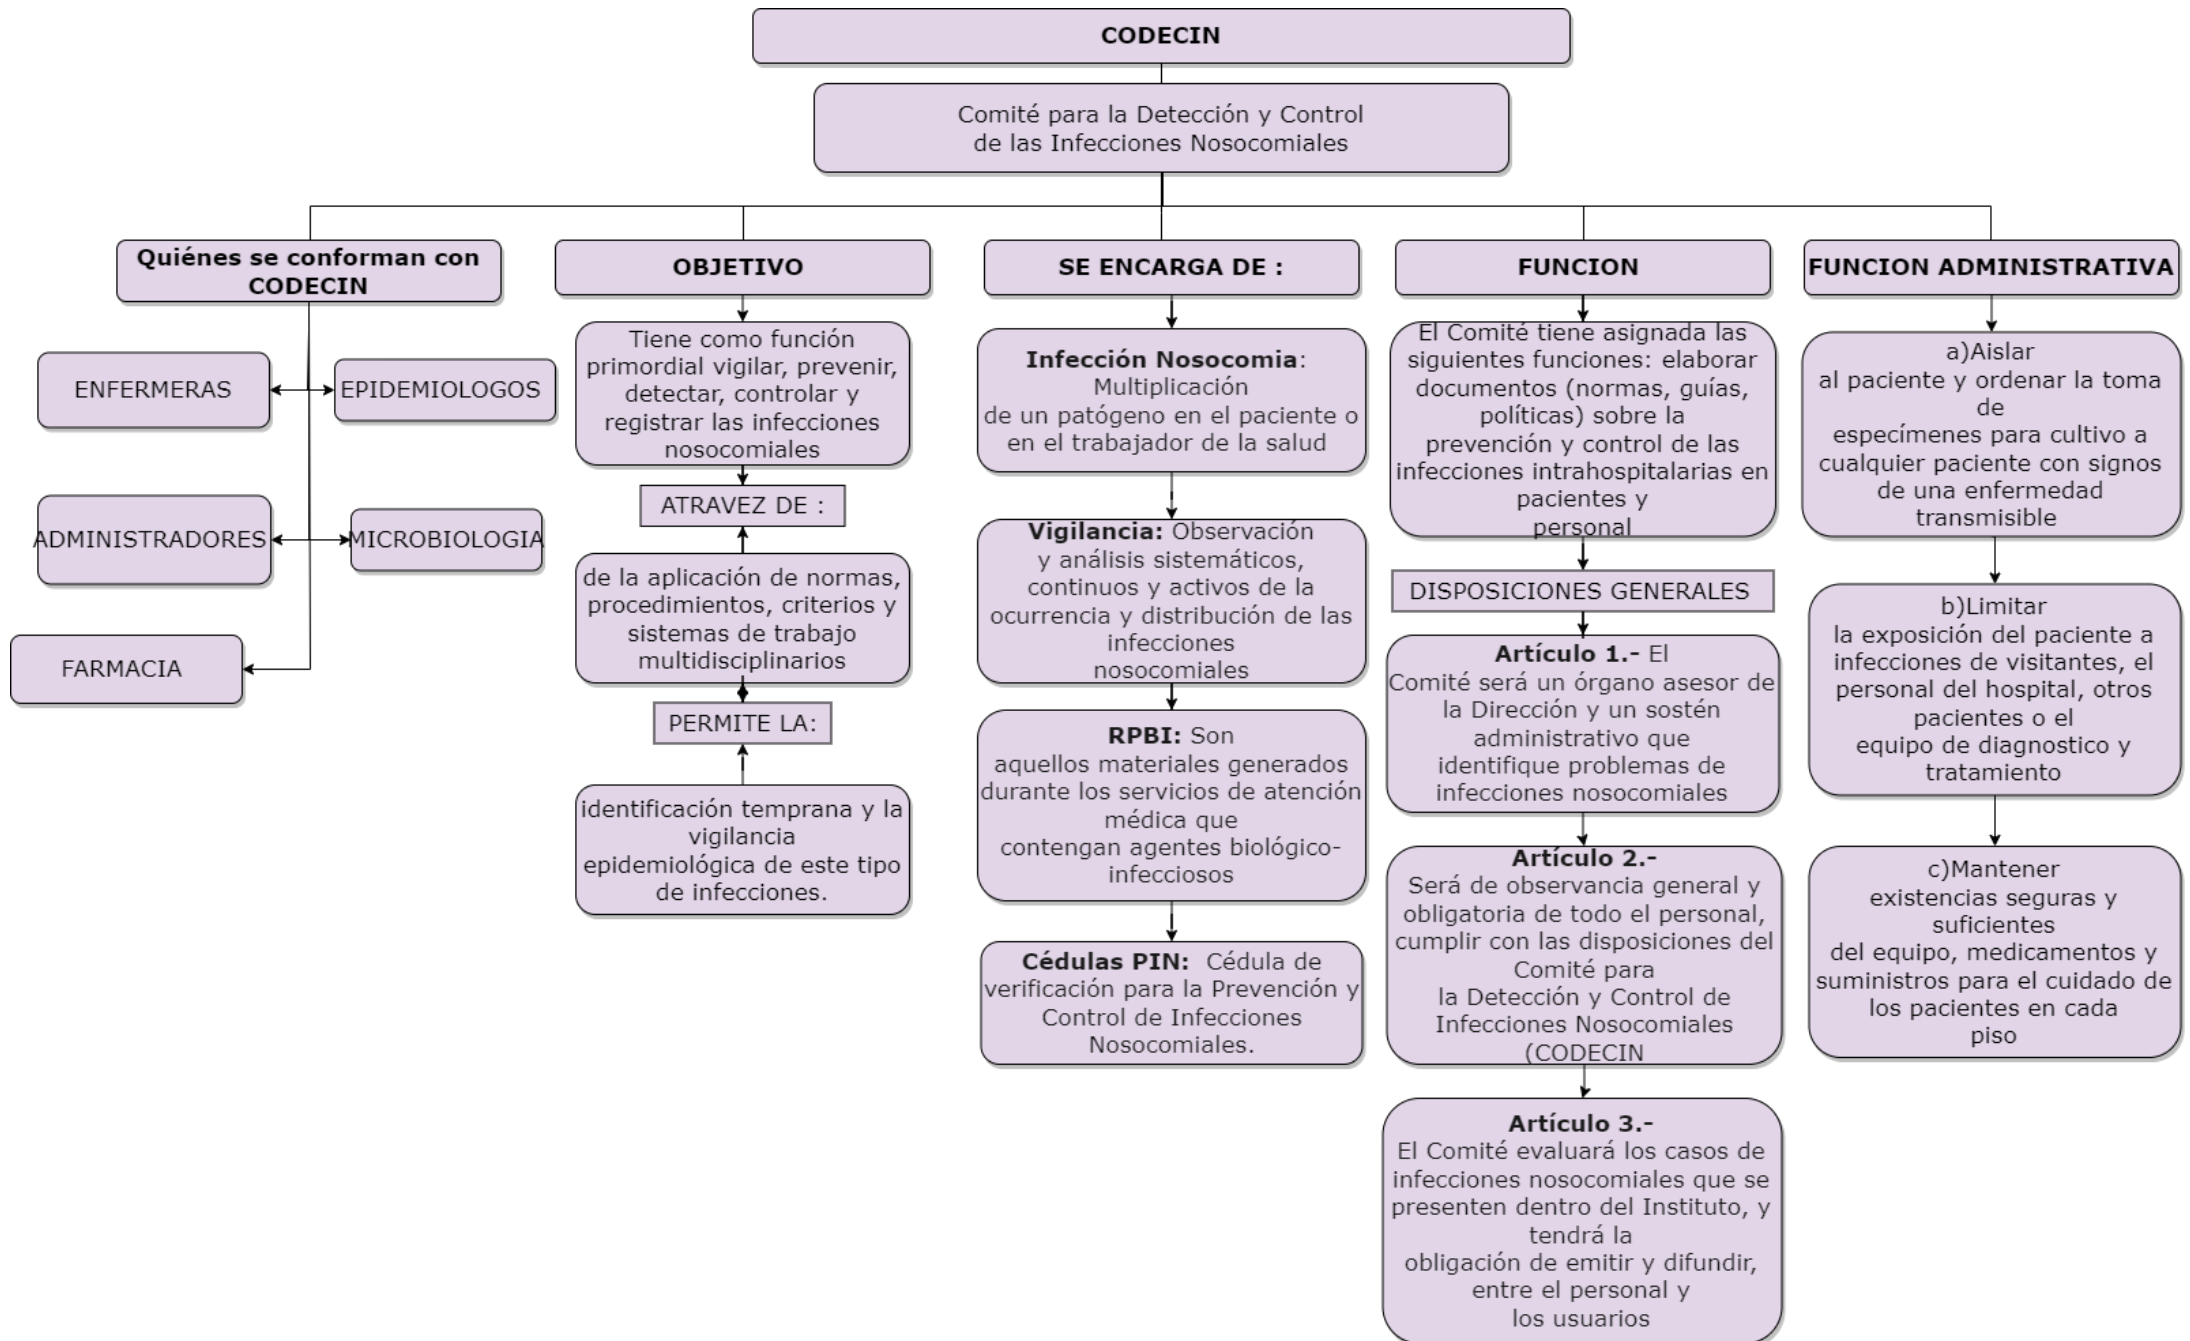 CODECIN
Comité para la Detección y Control
de las Infecciones Nosocomiales
Quiénes se conforman con
CODECIN
ENFERMERAS
EPIDEMIOLOGOS
ADMINISTRADORES
MICROBIOLOGIA
FARMACIA
OBJETIVO
Tiene como función
primordial vigilar, prevenir,
detectar, controlar y
registrar las infecciones
nosocomiales
ATRAVEZ DE :
de la aplicación de normas,
procedimientos, criterios y
sistemas de trabajo
multidisciplinarios
PERMITE LA:
identificación temprana y la
vigilancia
epidemiológica de este tipo
de infecciones.
SE ENCARGA DE :
Infección Nosocomia:
Multiplicación
de un patógeno en el paciente o
en el trabajador de la salud
Vigilancia: Observación
y análisis sistemáticos,
continuos y activos de la
ocurrencia y distribución de las
infecciones
nosocomiales
RPBI: Son
aquellos materiales generados
durante los servicios de atención
médica que
contengan agentes biológico-
infecciosos
Cédulas PIN:  Cédula de
verificación para la Prevención y
Control de Infecciones
Nosocomiales.
FUNCION
El Comité tiene asignada las
siguientes funciones: elaborar
documentos (normas, guías,
políticas) sobre la
prevención y control de las
infecciones intrahospitalarias en
pacientes y
personal
DISPOSICIONES GENERALES
Artículo 1.- El
Comité será un órgano asesor de
la Dirección y un sostén
administrativo que
identifique problemas de
infecciones nosocomiales
Artículo 2.-
Será de observancia general y
obligatoria de todo el personal,
cumplir con las disposiciones del
Comité para
la Detección y Control de
Infecciones Nosocomiales
(CODECIN
Artículo 3.-
El Comité evaluará los casos de
infecciones nosocomiales que se
presenten dentro del Instituto, y
tendrá la
obligación de emitir y difundir,
entre el personal y
los usuarios
FUNCION ADMINISTRATIVA
a)Aislar
al paciente y ordenar la toma
de
especímenes para cultivo a
cualquier paciente con signos
de una enfermedad
transmisible
b)Limitar
la exposición del paciente a
infecciones de visitantes, el
personal del hospital, otros
pacientes o el
equipo de diagnostico y
tratamiento
c)Mantener
existencias seguras y
suficientes
del equipo, medicamentos y
suministros para el cuidado de
los pacientes en cada
piso